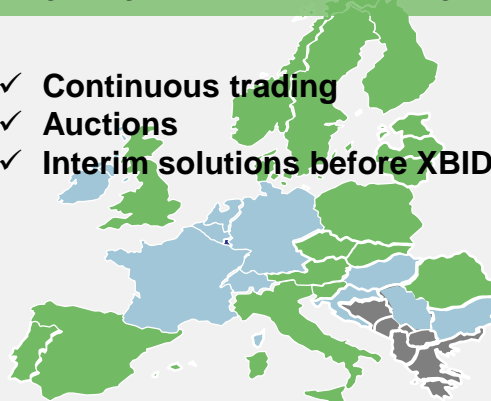 ✓ Continuous trading
✓ Auctions
✓ Interim solutions before XBID